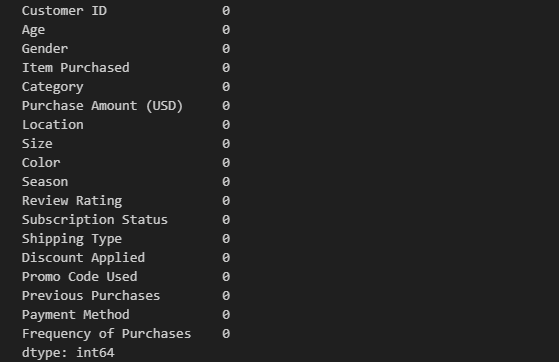 Customer ID 0
Age 0
Gender 0
Item Purchased 0
Category 0
Purchase Amount (USD) 0
Location 0
Size 0
Color 0
Season 0
Review Rating 0
Subscription Status 0
Shipping Type 0
Discount Applied 0
Promo Code Used 0
Previous Purchases 0
Payment Method 0
Frequency of Purchases 0
dtype: int64